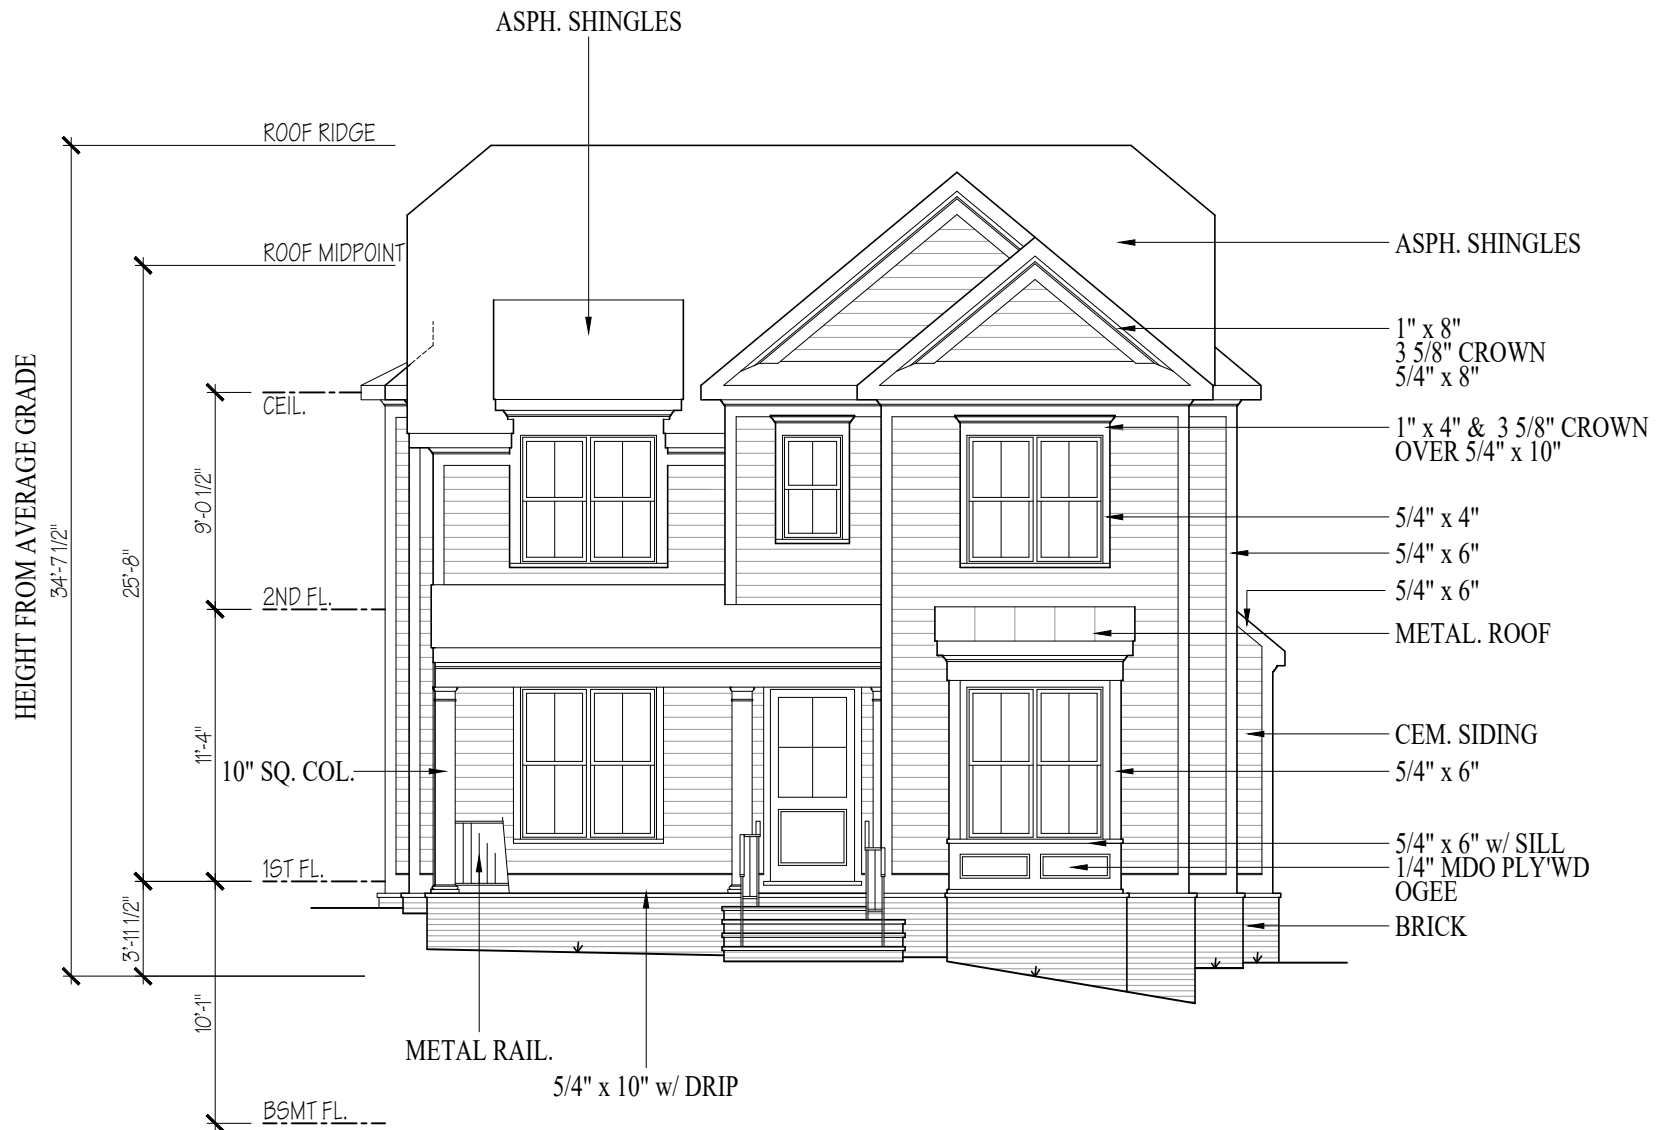 ASPH. SHINGLES
ROOF RIDGE
ROOF MIDPOINT
ASPH. SHINGLES
1" x 8"
3 5/8" CROWN
5/4" x 8"
CEIL.
1" x 4" & 3 5/8" CROWN
OVER 5/4" x 10"
HEIGHT FROM AVERAGE GRADE
34'-7 1/2"
25'-8"
9'-0 1/2"
5/4" x 4"
5/4" x 6"
2ND FL.
5/4" x 6"
METAL. ROOF
11'-4"
CEM. SIDING
10" SQ. COL.
5/4" x 6"
5/4" x 6" w/ SILL
1ST FL.
1/4" MDO PLY'WD
OGEE
3'-11 1/2"
BRICK
10'-1"
METAL RAIL.
5/4" x 10" w/ DRIP
BSMT FL.